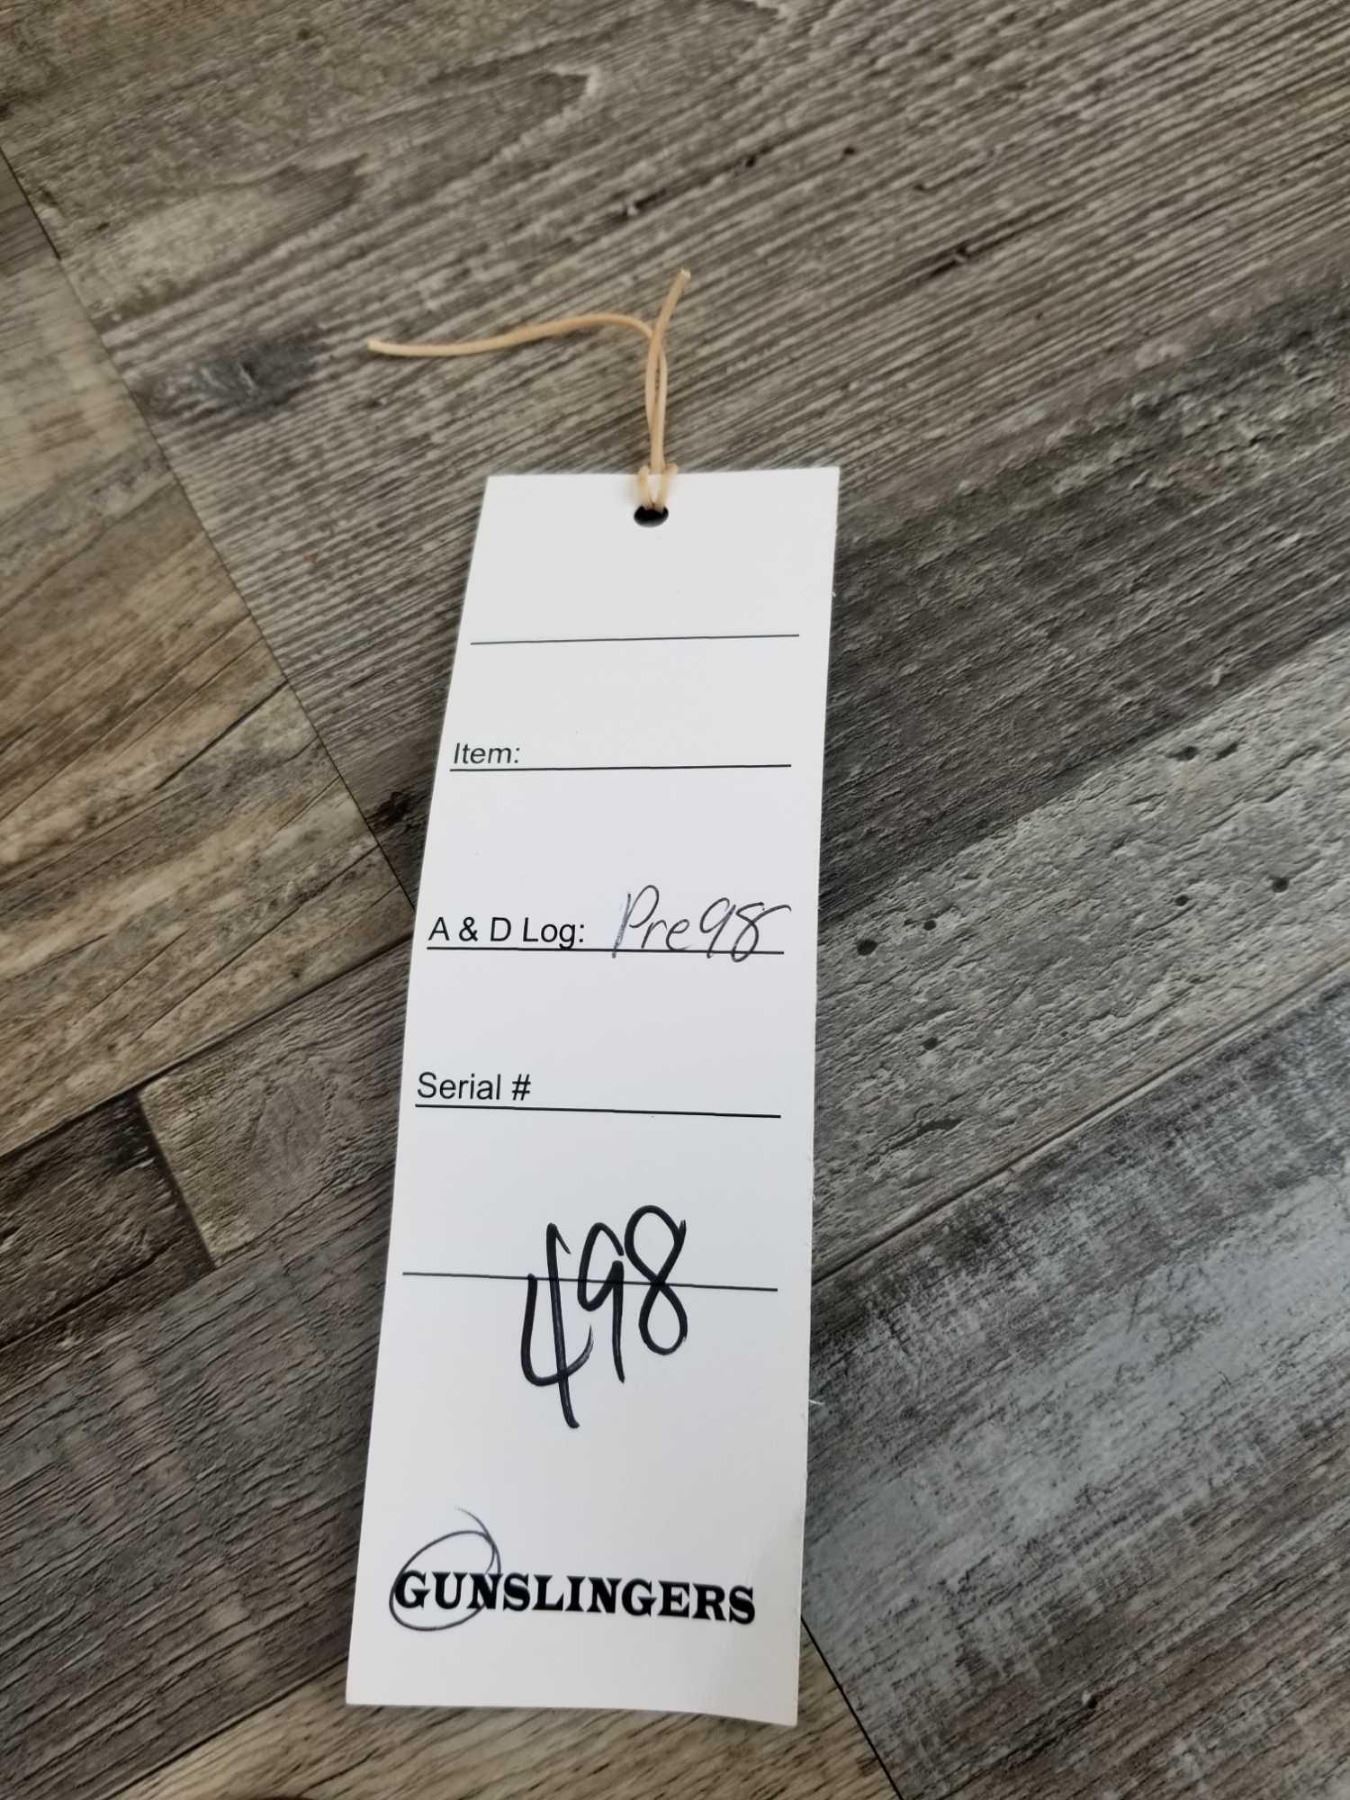 Item:
A & D Log: Pre98
Serial #
498
GUNSLINGERS